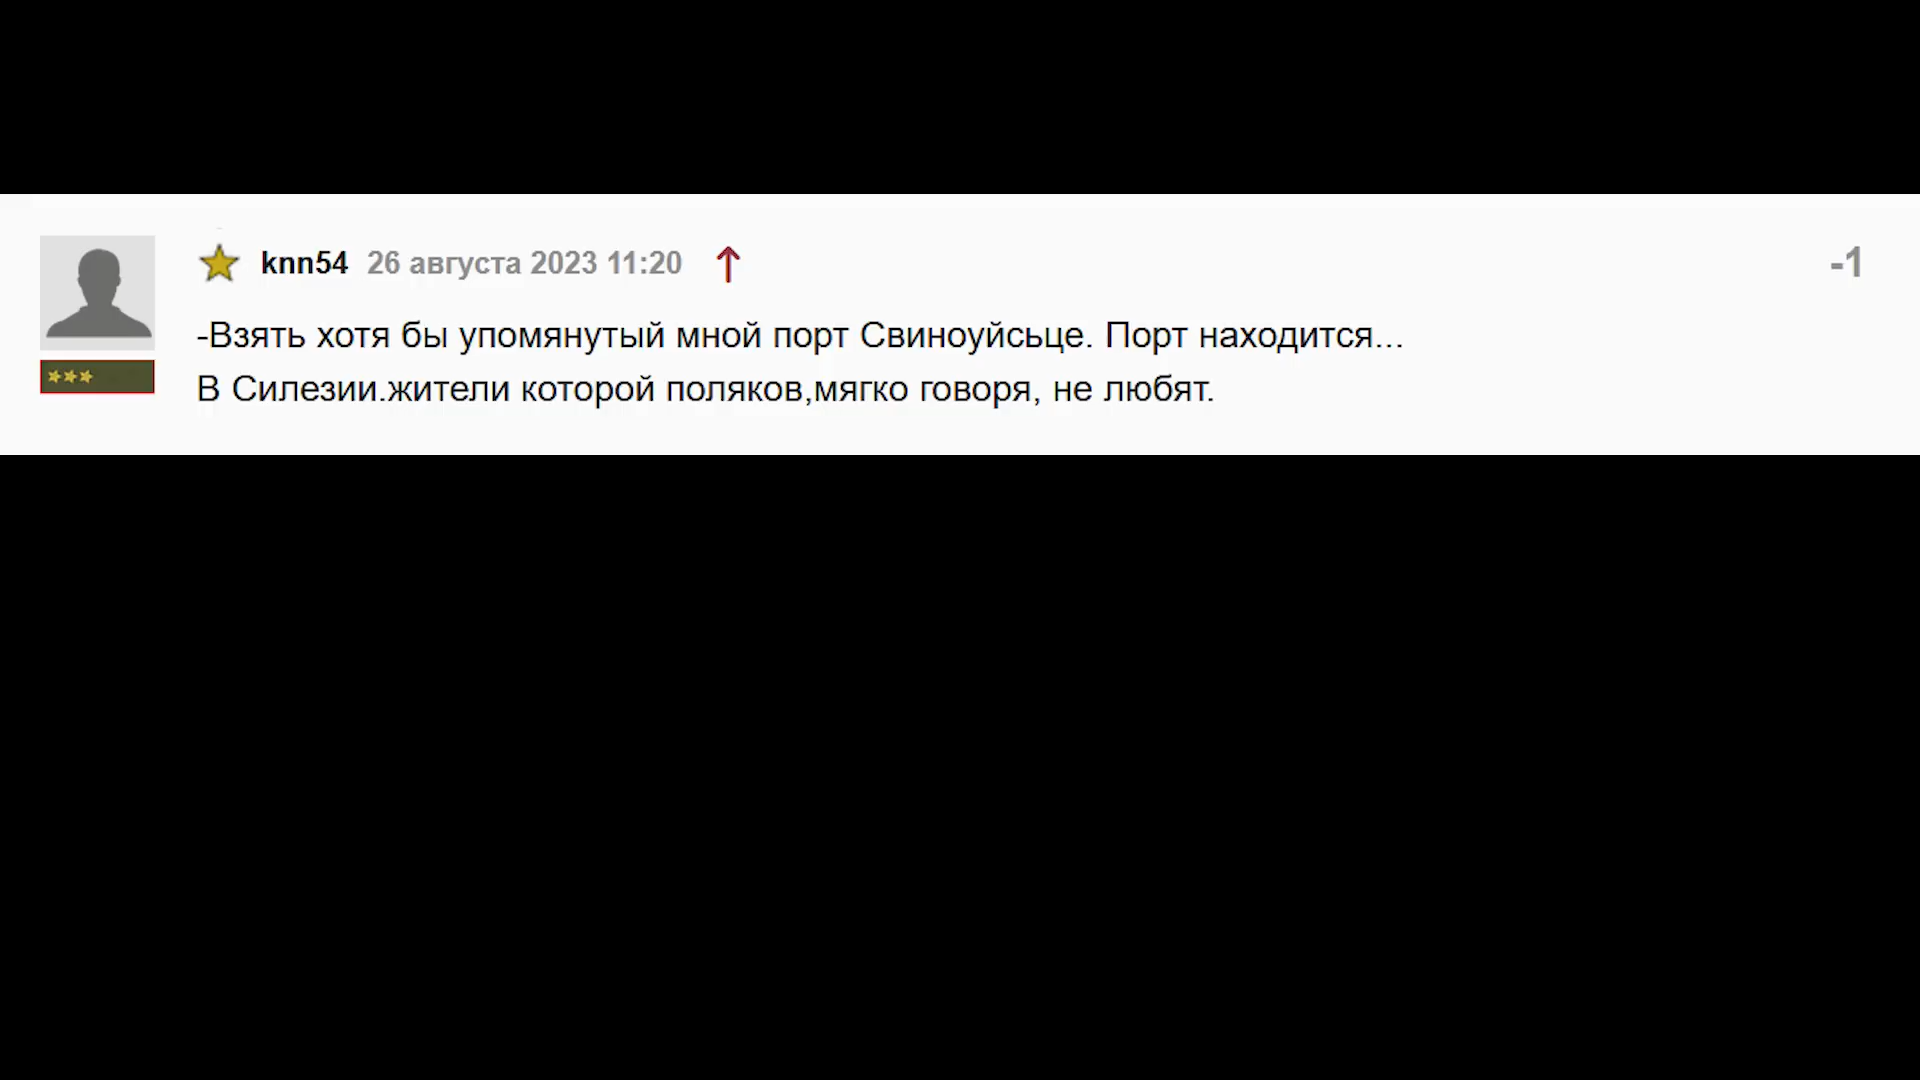 knn54 26 августа 2023 11:20 ↑ -1
-Взять хотя бы упомянутый мной порт Свиноуйсьце. Порт находится...
В Силезии.жители которой поляков,мягко говоря, не любят.